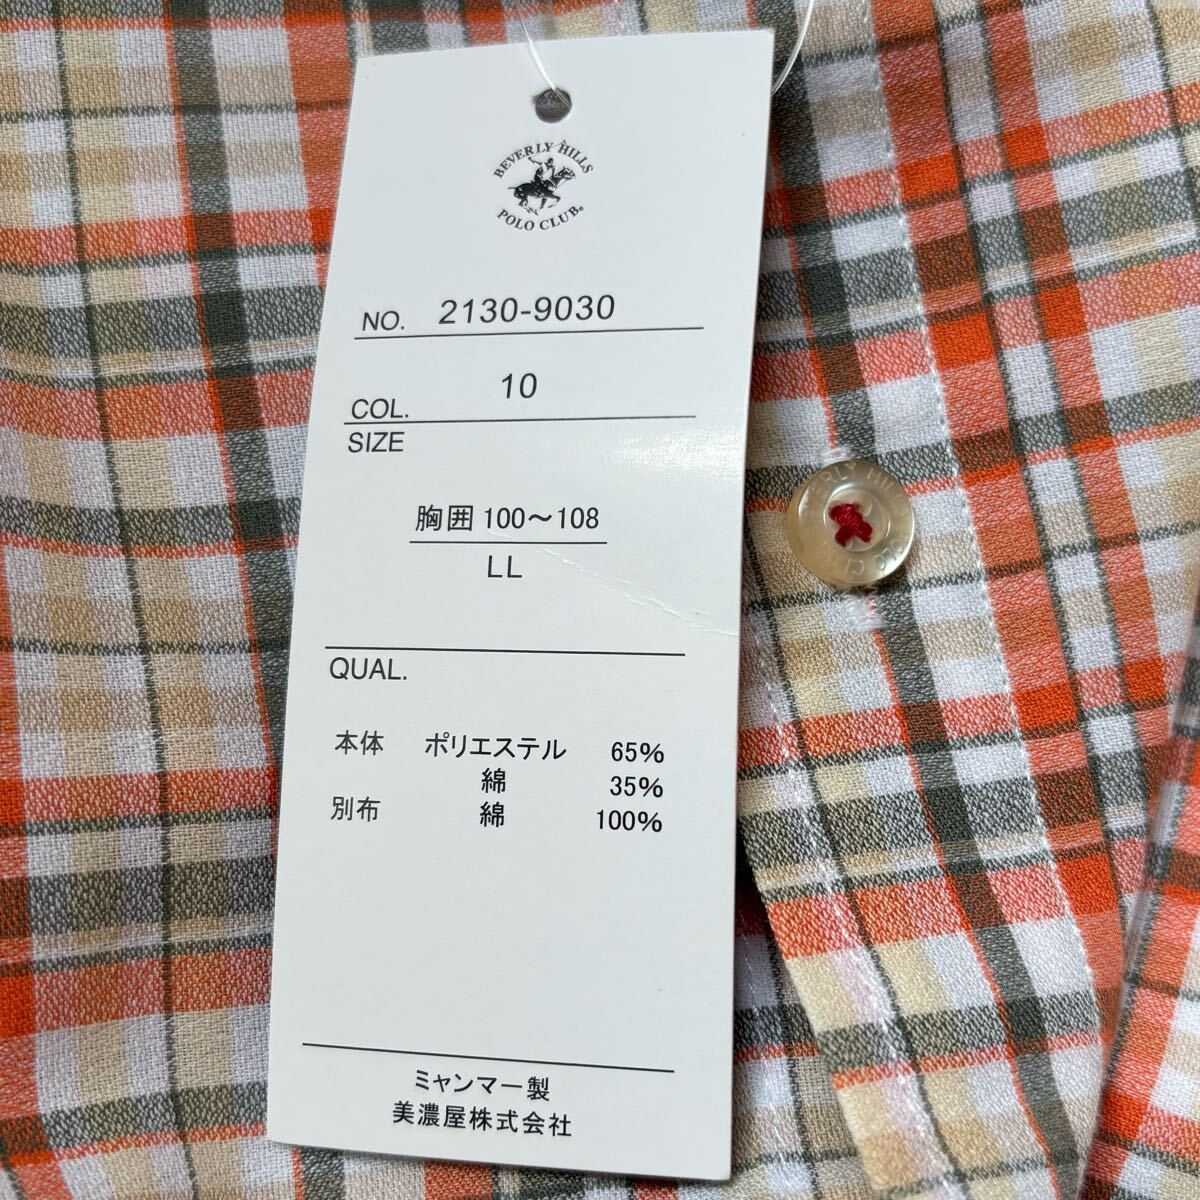 BEVERLY HILLS
POLO CLUB®
NO. 2130-9030
COL. 10
SIZE
胸囲 100～108
LL
QUAL.
本体 ポリエステル 65%
綿 35%
別布 綿 100%
ミャンマー製
美濃屋株式会社